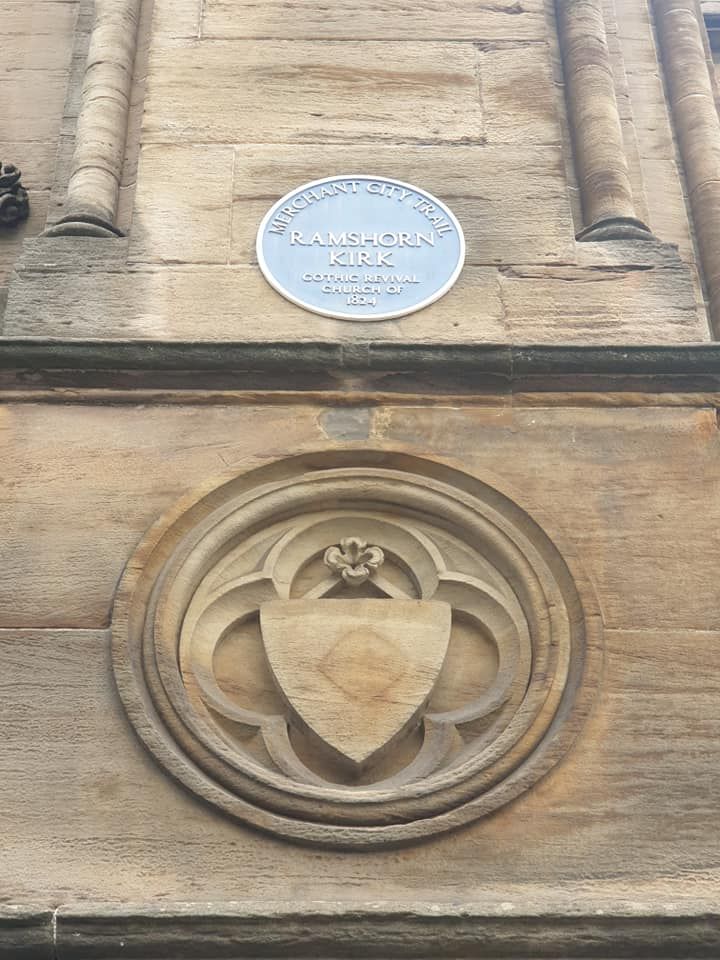 MERCHANT CITY TRAIL
RAMSHORN
KIRK
GOTHIC REVIVAL
CHURCH OF
1824